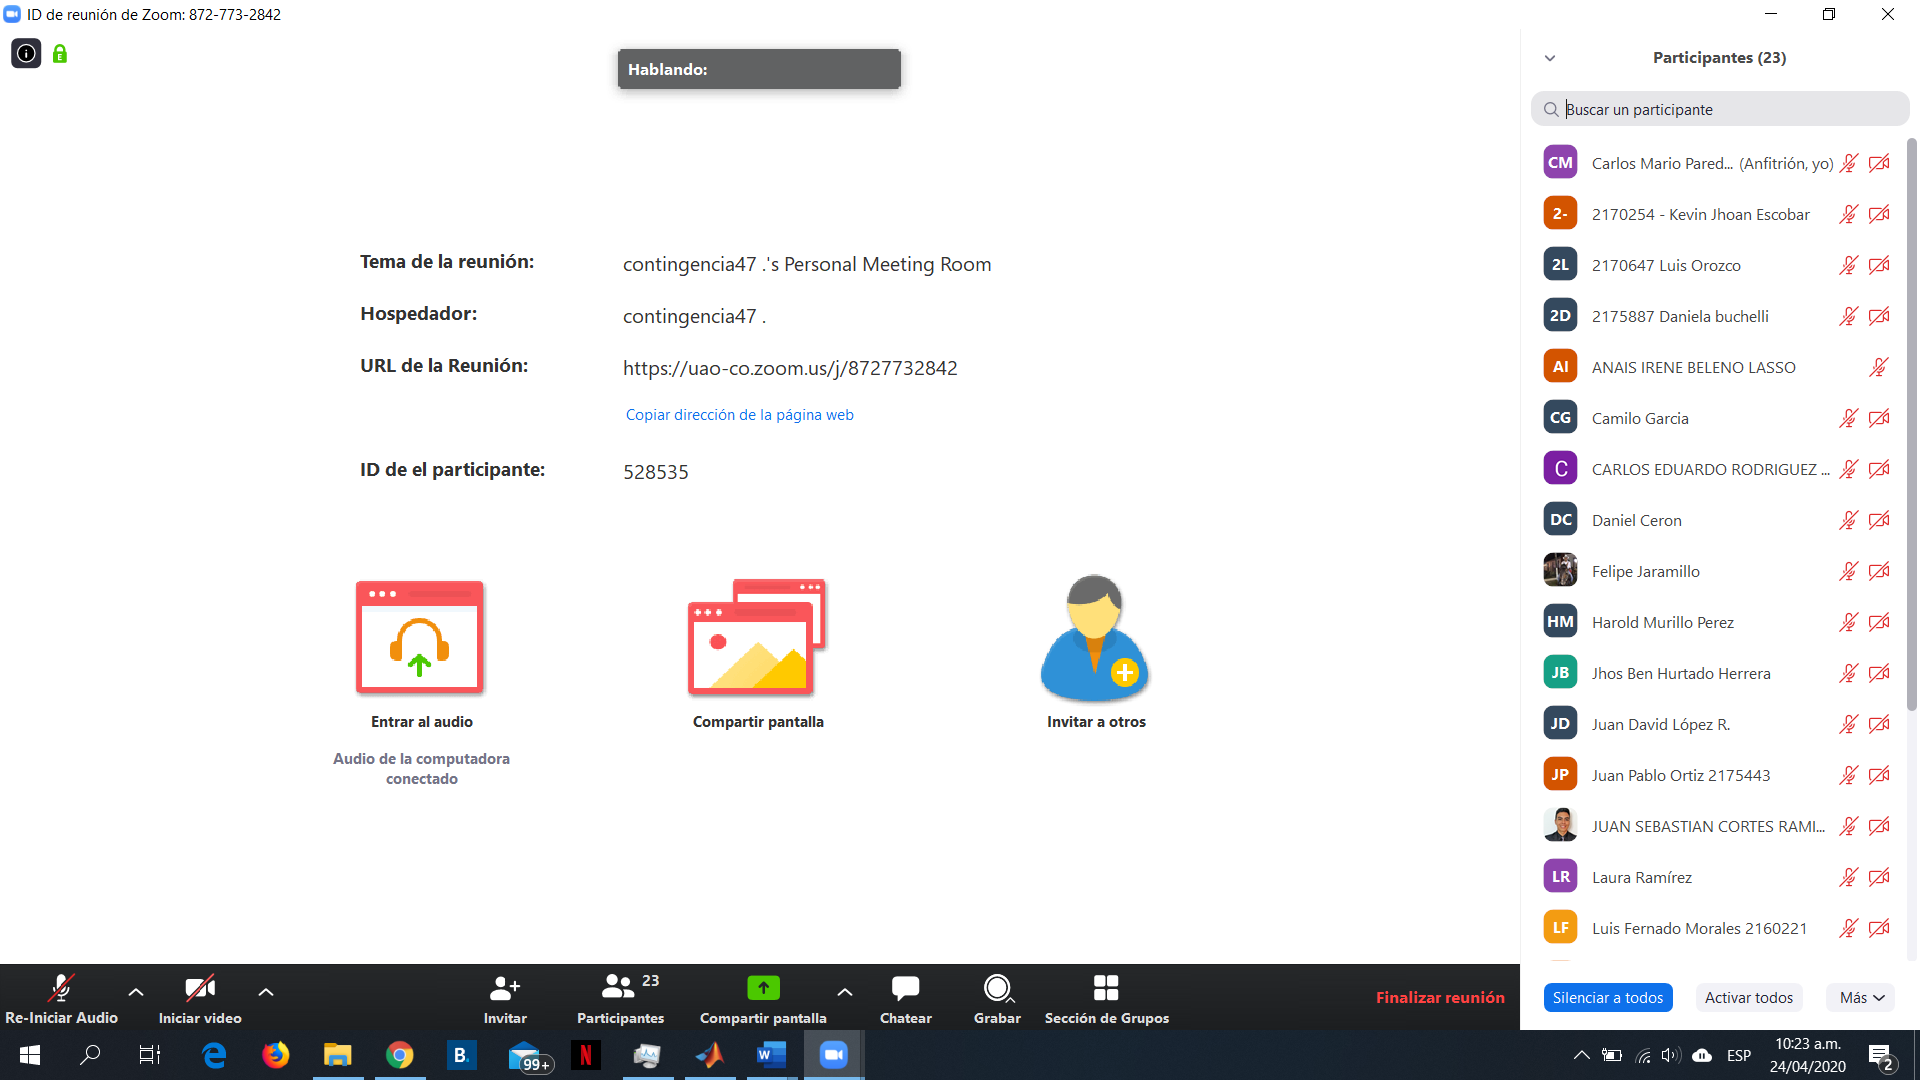 ID de reunión de Zoom: 872-773-2842
Hablando:
Tema de la reunión: contingencia47 .'s Personal Meeting Room
Hospedador: contingencia47 .
URL de la Reunión: https://uao-co.zoom.us/j/8727732842
Copiar dirección de la página web
ID de el participante: 528535
Entrar al audio
Audio de la computadora
conectado
Compartir pantalla
Invitar a otros
Participantes (23)
Buscar un participante
CM Carlos Mario Pared... (Anfitrión, yo)
2- 2170254 - Kevin Jhoan Escobar
2L 2170647 Luis Orozco
2D 2175887 Daniela buchelli
AI ANAIS IRENE BELENO LASSO
CG Camilo Garcia
C CARLOS EDUARDO RODRIGUEZ ...
DC Daniel Ceron
Felipe Jaramillo
HM Harold Murillo Perez
JB Jhos Ben Hurtado Herrera
JD Juan David López R.
JP Juan Pablo Ortiz 2175443
JUAN SEBASTIAN CORTES RAMI...
LR Laura Ramírez
LF Luis Fernado Morales 2160221
Silenciar a todos Activar todos Más
Re-Iniciar Audio
Iniciar video
Invitar
23
Participantes
Compartir pantalla
Chatear
Grabar
Sección de Grupos
Finalizar reunión
B.
99+
N
W
ESP
10:23 a.m.
24/04/2020
2